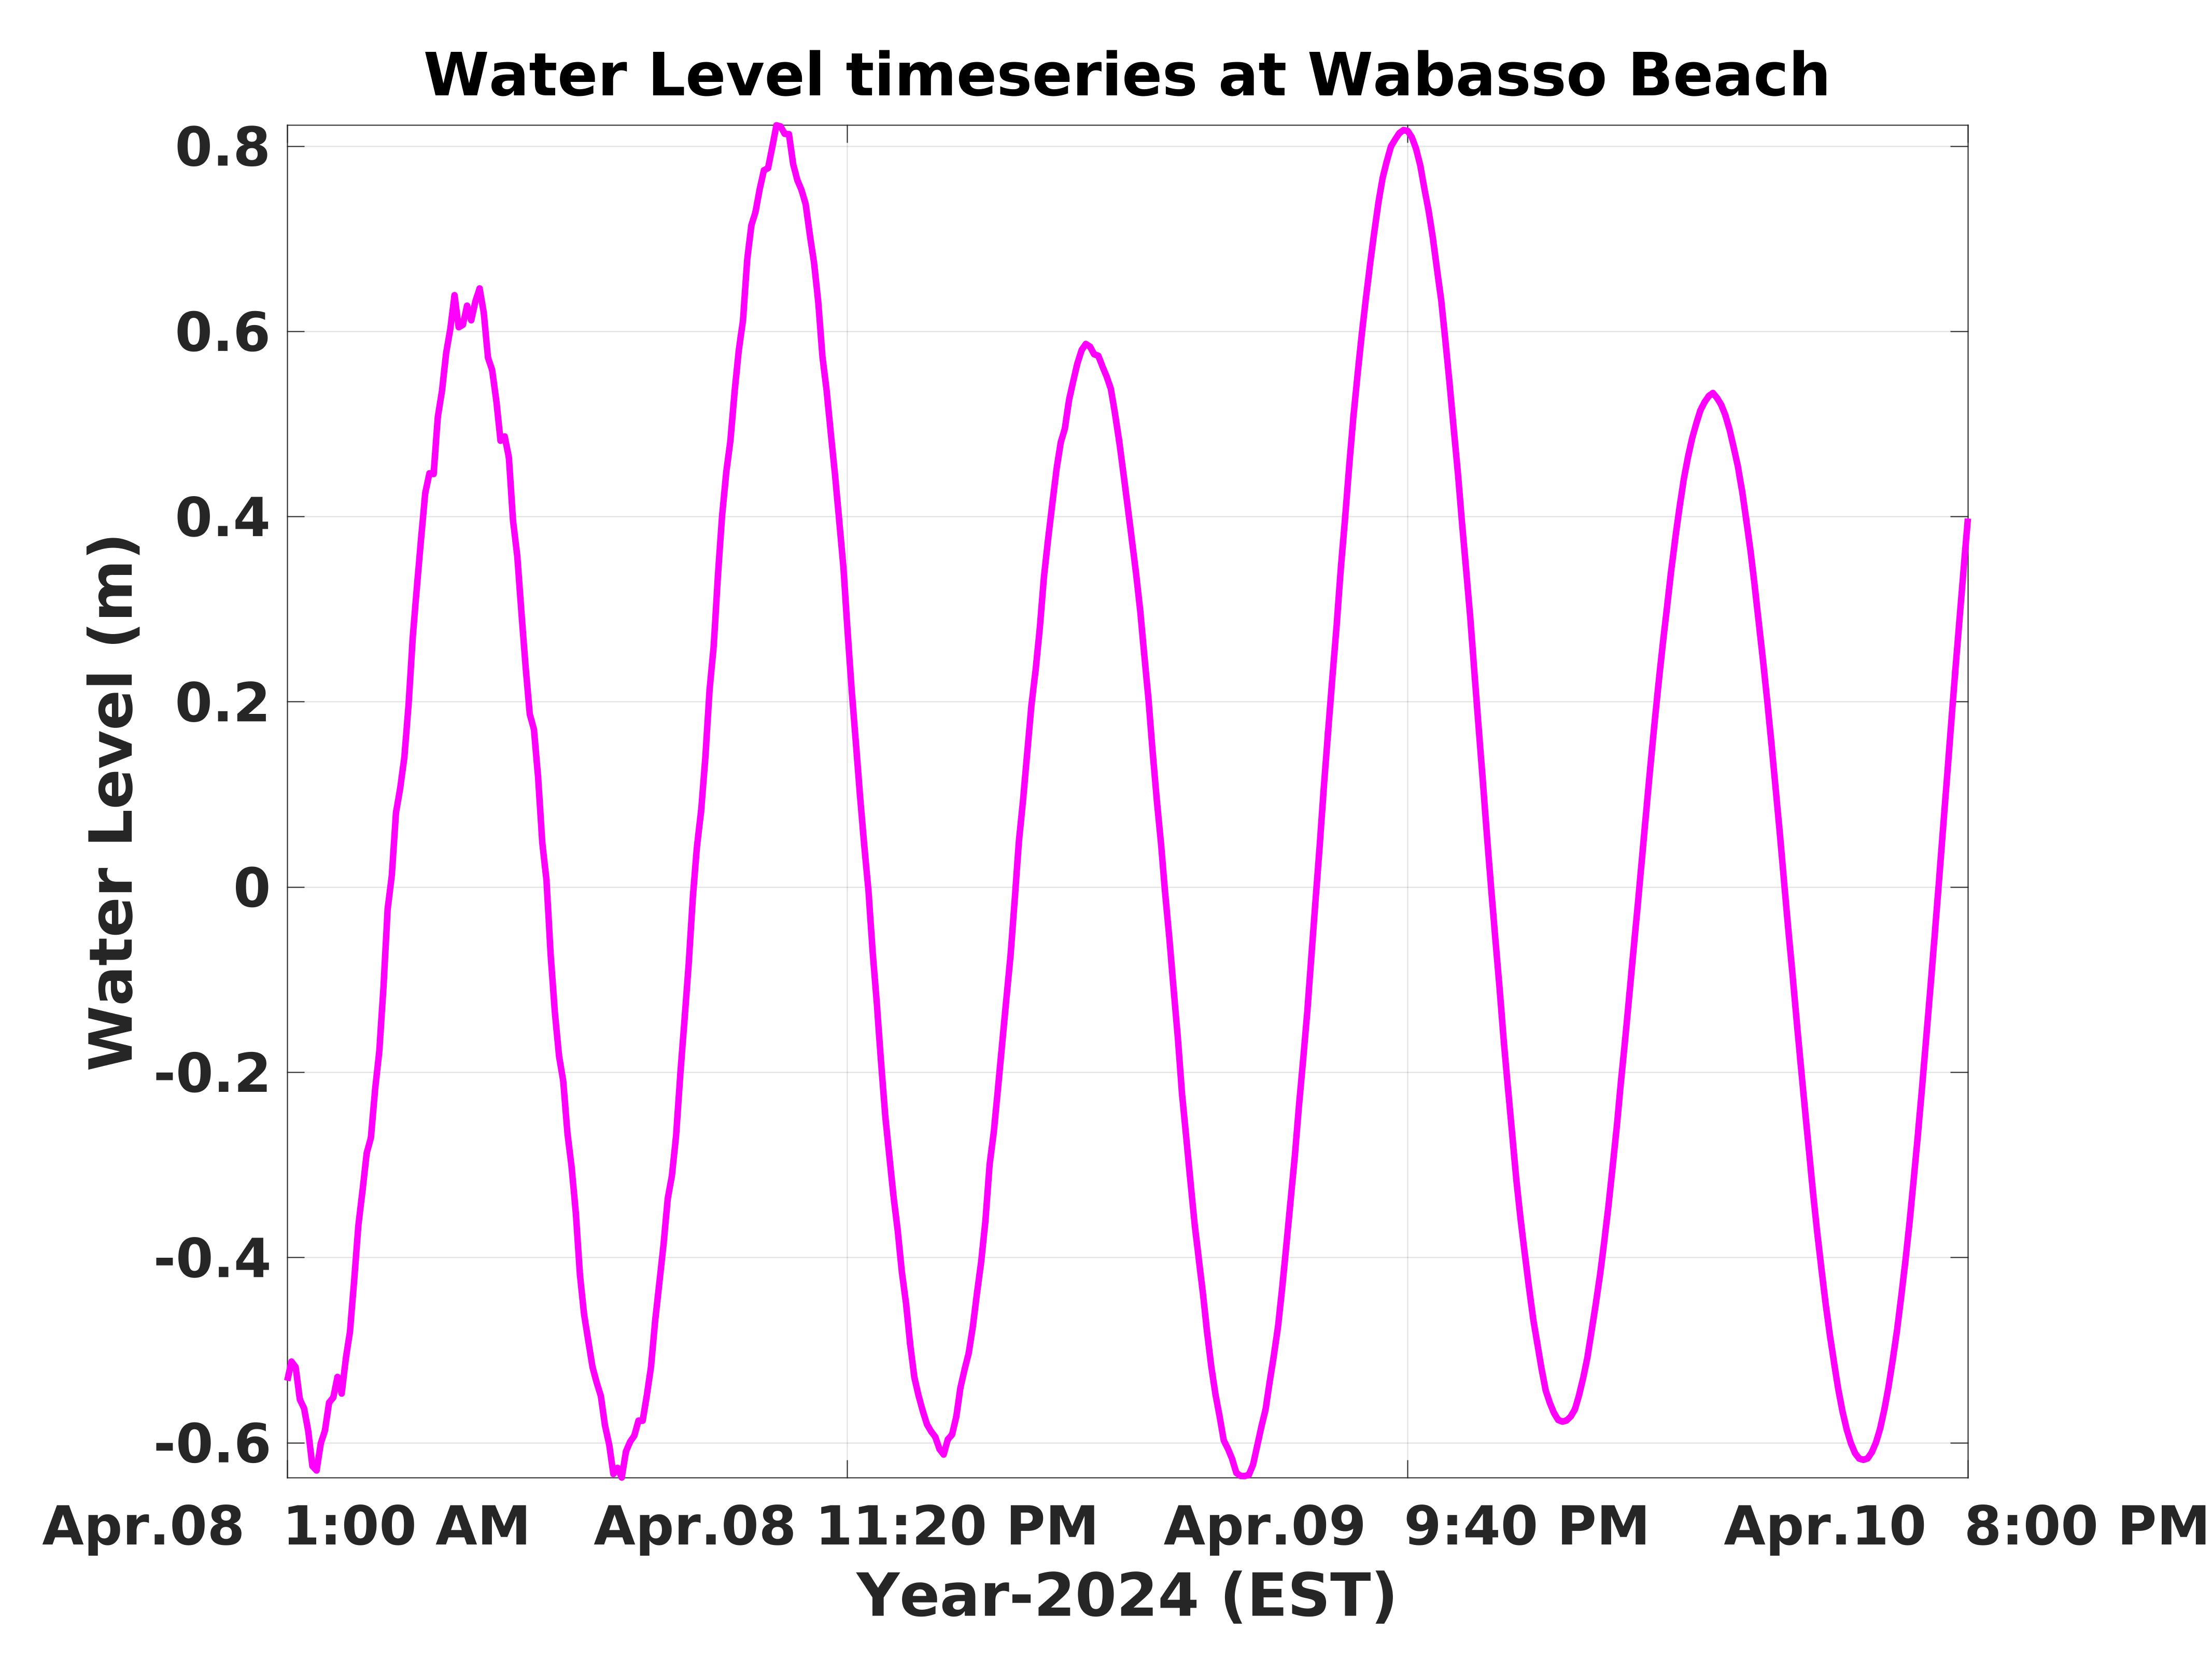 Water Level timeseries at Wabasso Beach
0.8
0.6
0.4
0.2
0
-0.2
-0.4
-0.6
Water Level (m)
Apr.08 1:00 AM Apr.08 11:20 PM Apr.09 9:40 PM Apr.10 8:00 PM
Year-2024 (EST)